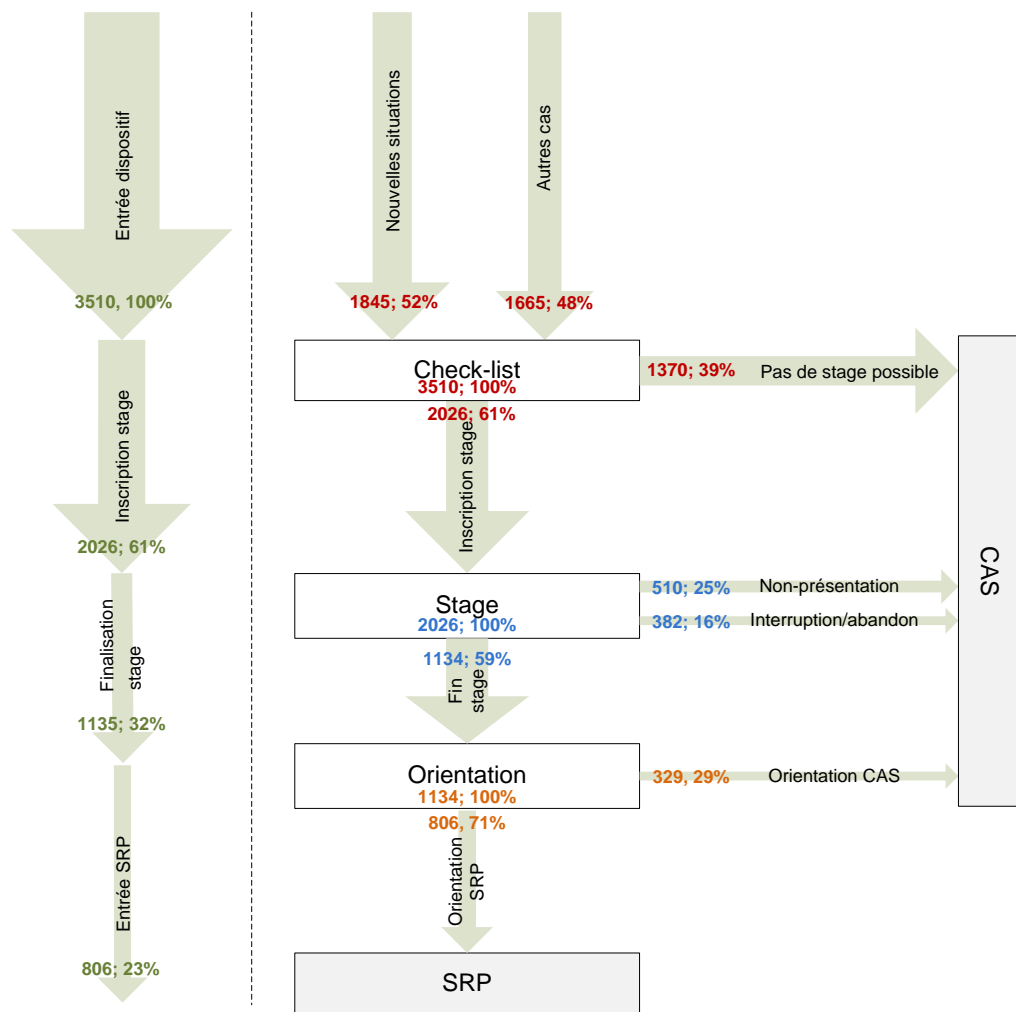 Entrée dispositif
3510, 100%
Inscription stage
2026; 61%
Finalisation
stage
1135; 32%
Entrée SRP
806; 23%
Nouvelles situations
Autres cas
1845; 52%
1665; 48%
Check-list
3510; 100%
1370; 39%
Pas de stage possible
2026; 61%
Inscription stage
Stage
2026; 100%
510; 25%
Non-présentation
382; 16%
Interruption/abandon
1134; 59%
Fin
stage
Orientation
1134; 100%
329, 29%
Orientation CAS
806, 71%
Orientation
SRP
SRP
CAS